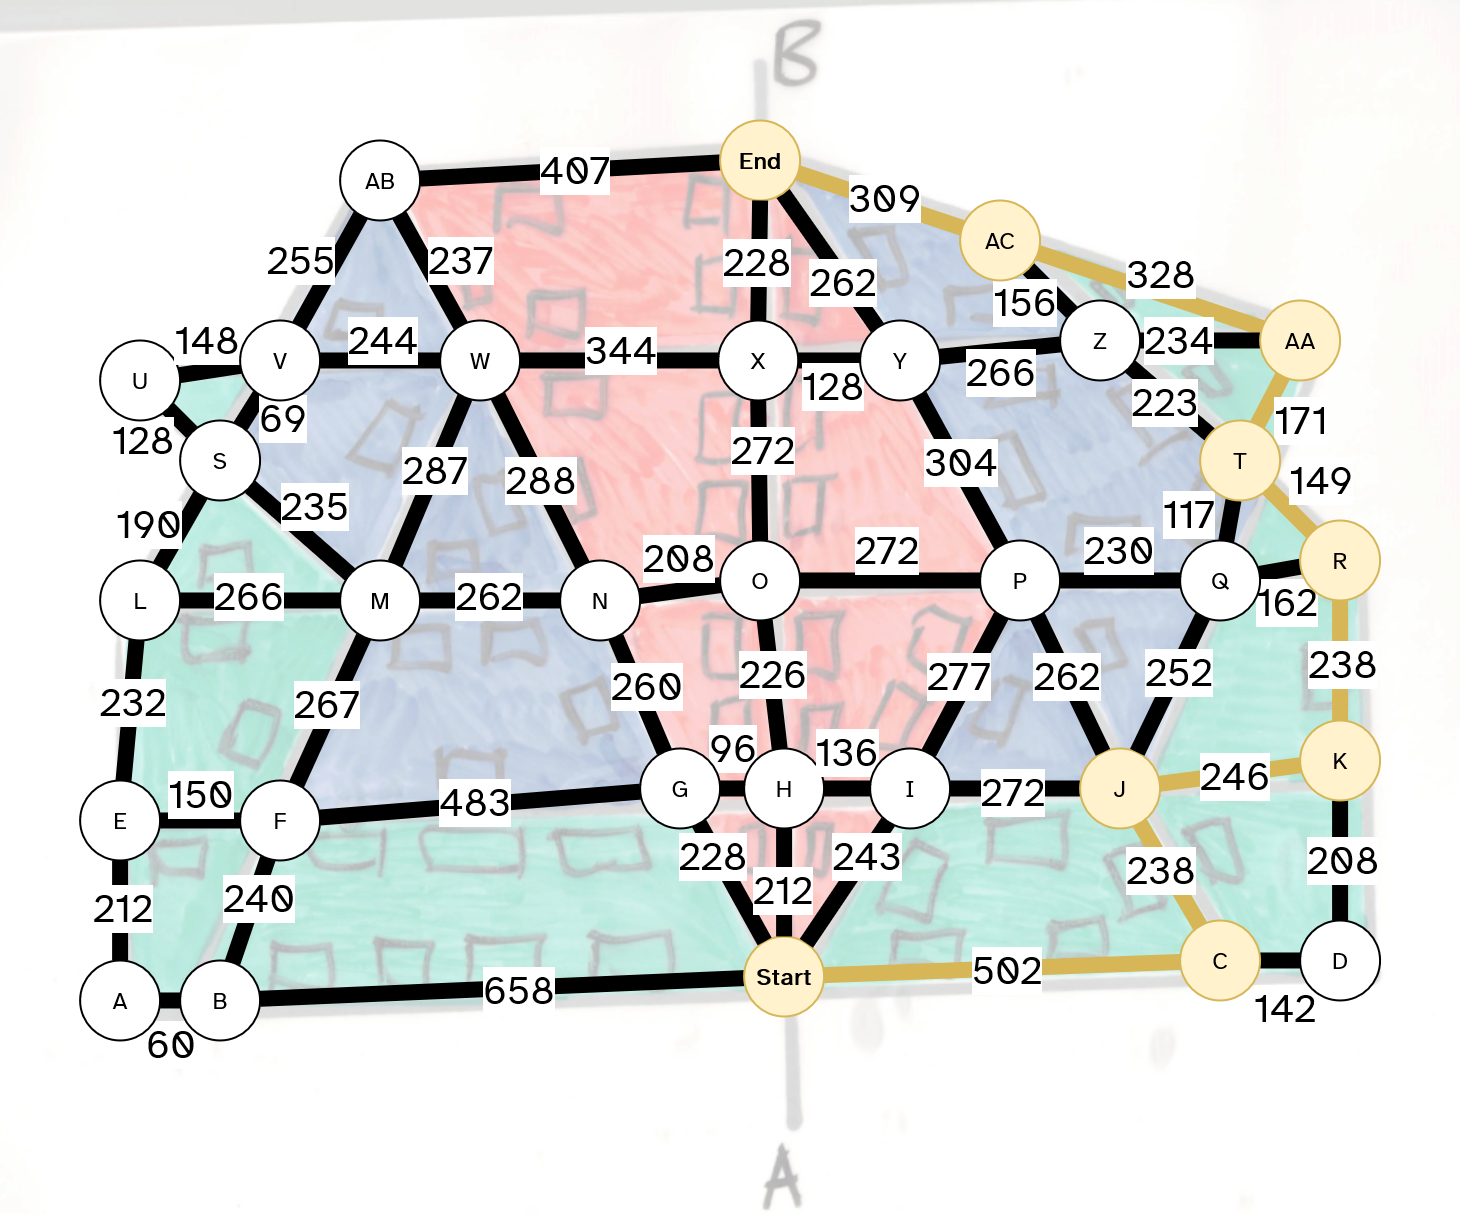 B
End
AB
407
309
AC
255
237
228
262
156
328
148
U
V
244
W
344
X
128
Y
266
Z
234
AA
128
69
S
223
171
T
149
190
235
287
288
272
304
117
L
266
M
262
N
208
O
272
P
230
Q
162
R
232
267
260
226
277
262
252
238
E
150
F
483
G
96
H
136
I
272
J
246
K
212
240
228
212
243
238
208
A
60
B
658
Start
502
C
142
D
A